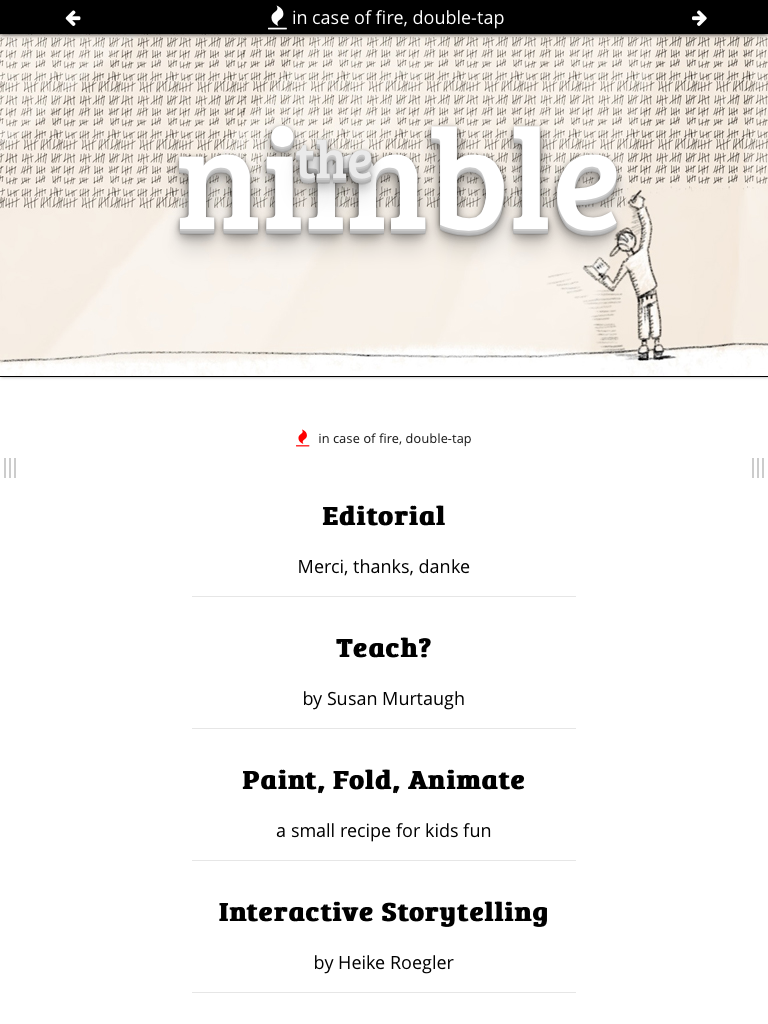 in case of fire, double-tap
the
nimble
in case of fire, double-tap
Editorial
Merci, thanks, danke
Teach?
by Susan Murtaugh
Paint, Fold, Animate
a small recipe for kids fun
Interactive Storytelling
by Heike Roegler